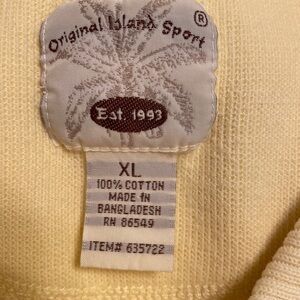 Original Island Sport ®
Est. 1993
XL
100% COTTON
MADE IN
BANGLADESH
RN 86549
ITEM# 635722